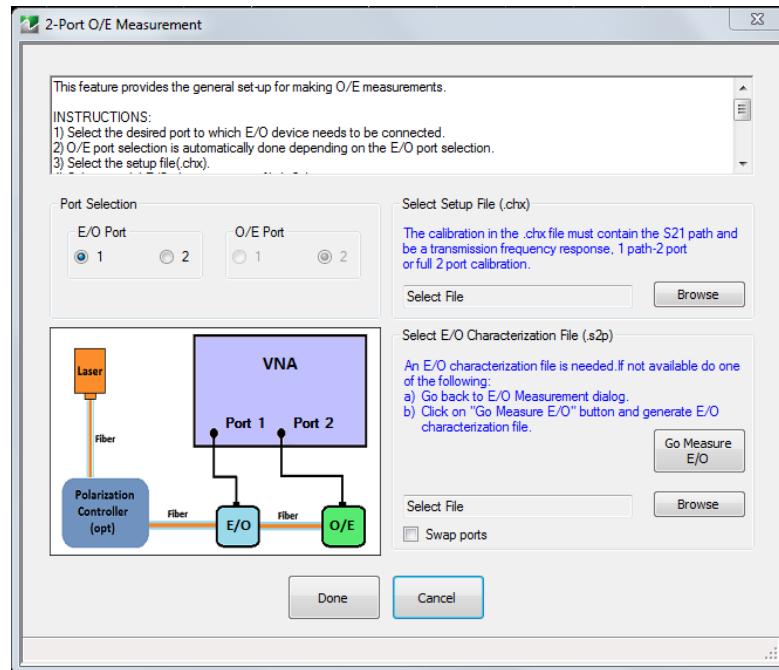 2-Port O/E Measurement
This feature provides the general set-up for making O/E measurements.
INSTRUCTIONS:
1) Select the desired port to which E/O device needs to be connected.
2) O/E port selection is automatically done depending on the E/O port selection.
3) Select the setup file(.chx).
Port Selection
E/O Port
1
2
O/E Port
1
2
Select Setup File (.chx)
The calibration in the .chx file must contain the S21 path and
be a transmission frequency response, 1 path-2 port
or full 2 port calibration.
Select File
Browse
Laser
Fiber
Polarization
Controller
(opt)
Fiber
VNA
Port 1
Port 2
E/O
Fiber
O/E
Select E/O Characterization File (.s2p)
An E/O characterization file is needed.If not available do one
of the following:
a) Go back to E/O Measurement dialog.
b) Click on "Go Measure E/O" button and generate E/O
characterization file.
Go Measure
E/O
Select File
Browse
Swap ports
Done
Cancel